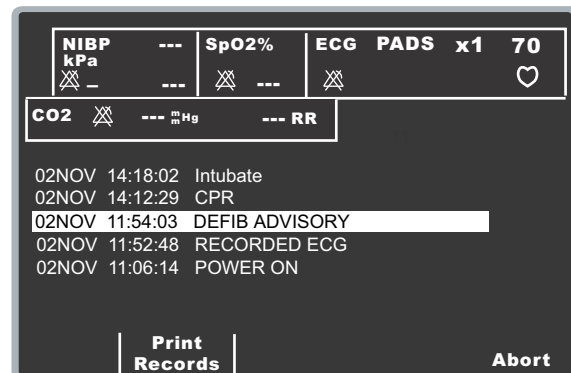 NIBP --- SpO2% ECG PADS x1 70
kPa
– --- ---
CO2 --- mmHg --- RR
02NOV 14:18:02 Intubate
02NOV 14:12:29 CPR
02NOV 11:54:03 DEFIB ADVISORY
02NOV 11:52:48 RECORDED ECG
02NOV 11:06:14 POWER ON
Print
Records Abort